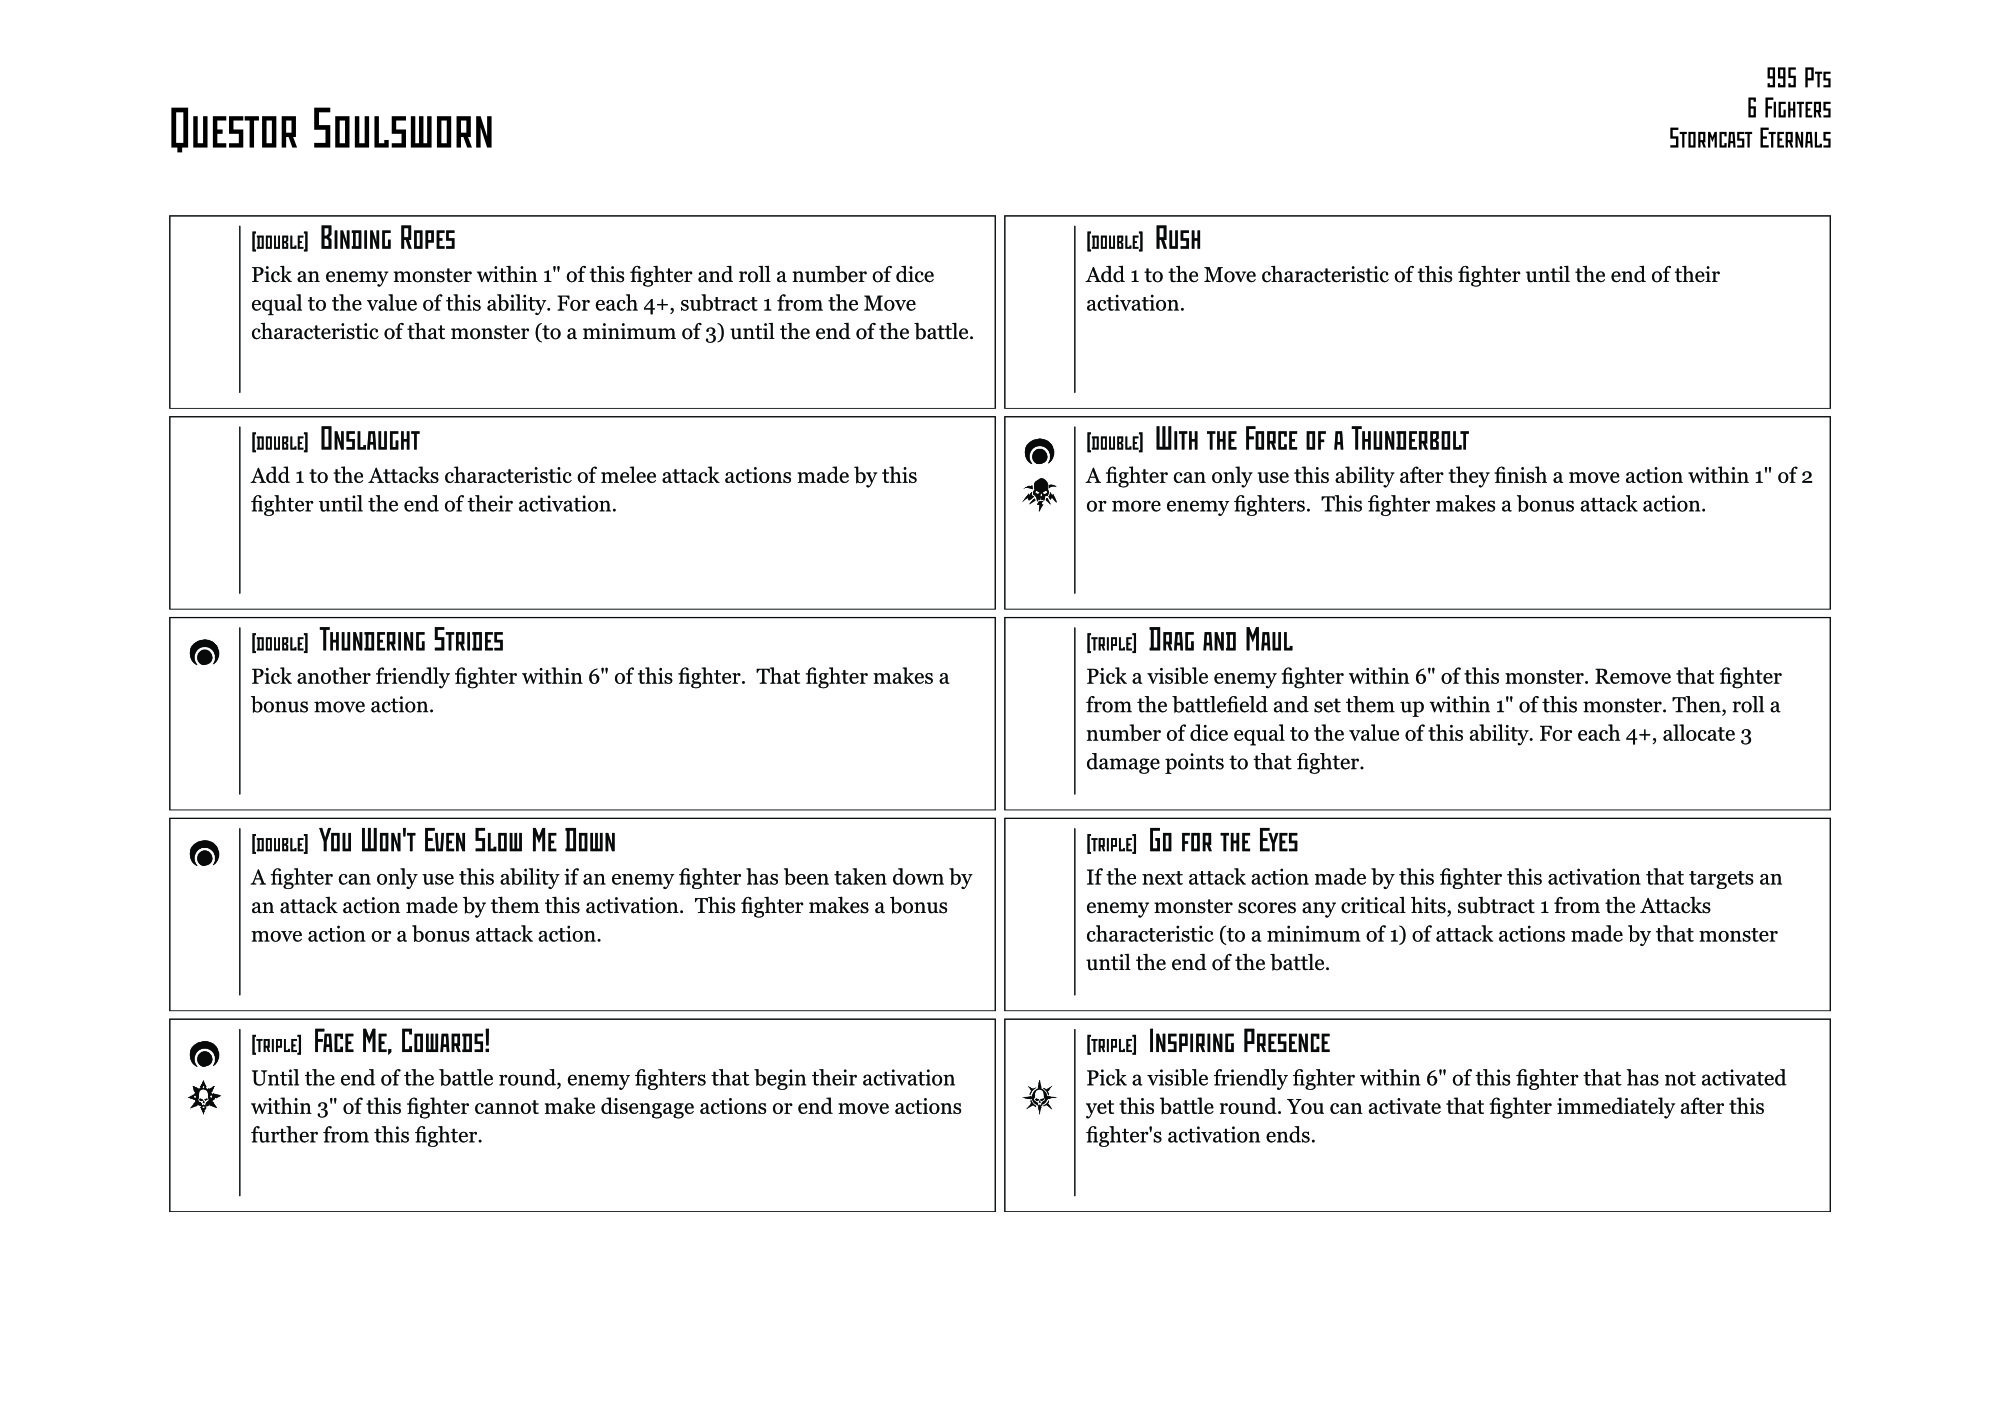 995 Pts
6 Fighters
Stormcast Eternals
Questor Soulsworn
[Double] Binding Ropes
Pick an enemy monster within 1" of this fighter and roll a number of dice
equal to the value of this ability. For each 4+, subtract 1 from the Move
characteristic of that monster (to a minimum of 3) until the end of the battle.
[Double] Rush
Add 1 to the Move characteristic of this fighter until the end of their
activation.
[Double] Onslaught
Add 1 to the Attacks characteristic of melee attack actions made by this
fighter until the end of their activation.
[Double] With the Force of a Thunderbolt
A fighter can only use this ability after they finish a move action within 1" of 2
or more enemy fighters.  This fighter makes a bonus attack action.
[Double] Thundering Strides
Pick another friendly fighter within 6" of this fighter.  That fighter makes a
bonus move action.
[Triple] Drag and Maul
Pick a visible enemy fighter within 6" of this monster. Remove that fighter
from the battlefield and set them up within 1" of this monster. Then, roll a
number of dice equal to the value of this ability. For each 4+, allocate 3
damage points to that fighter.
[Double] You Won't Even Slow Me Down
A fighter can only use this ability if an enemy fighter has been taken down by
an attack action made by them this activation.  This fighter makes a bonus
move action or a bonus attack action.
[Triple] Go for the Eyes
If the next attack action made by this fighter this activation that targets an
enemy monster scores any critical hits, subtract 1 from the Attacks
characteristic (to a minimum of 1) of attack actions made by that monster
until the end of the battle.
[Triple] Face Me, Cowards!
Until the end of the battle round, enemy fighters that begin their activation
within 3" of this fighter cannot make disengage actions or end move actions
further from this fighter.
[Triple] Inspiring Presence
Pick a visible friendly fighter within 6" of this fighter that has not activated
yet this battle round. You can activate that fighter immediately after this
fighter's activation ends.